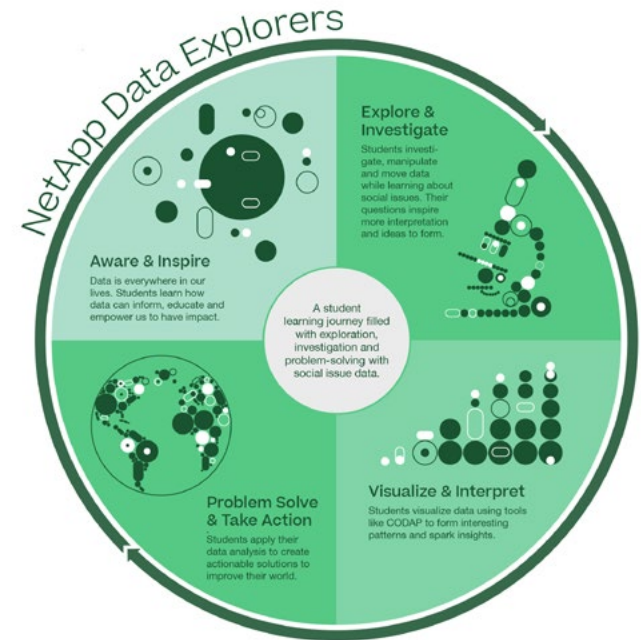 NetApp Data Explorers
Aware & Inspire
Data is everywhere in our
lives. Students learn how
data can inform, educate and
empower us to have impact.
Explore &
Investigate
Students investi-
gate, manipulate
and move data
while learning about
social issues. Their
questions inspire
more interpretation
and ideas to form.
A student
learning journey filled
with exploration,
investigation and
problem-solving with
social issue data.
Visualize & Interpret
Students visualize data using tools
like CODAP to form interesting
patterns and spark insights.
Problem Solve
& Take Action
Students apply their
data analysis to create
actionable solutions to
improve their world.